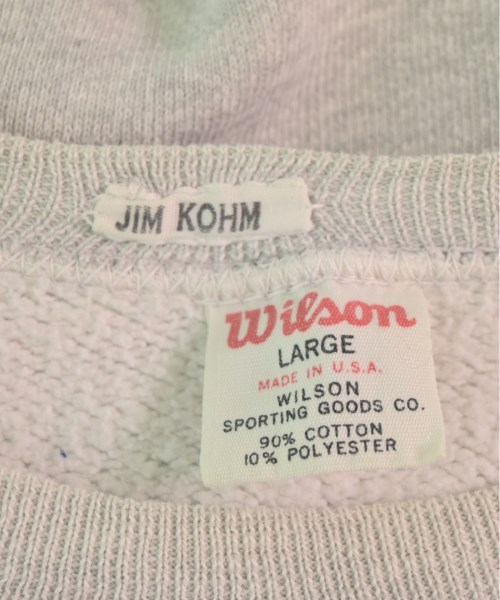 JIM KOHM
Wilson
LARGE
MADE IN U.S.A.
WILSON
SPORTING GOODS CO.
90% COTTON
10% POLYESTER